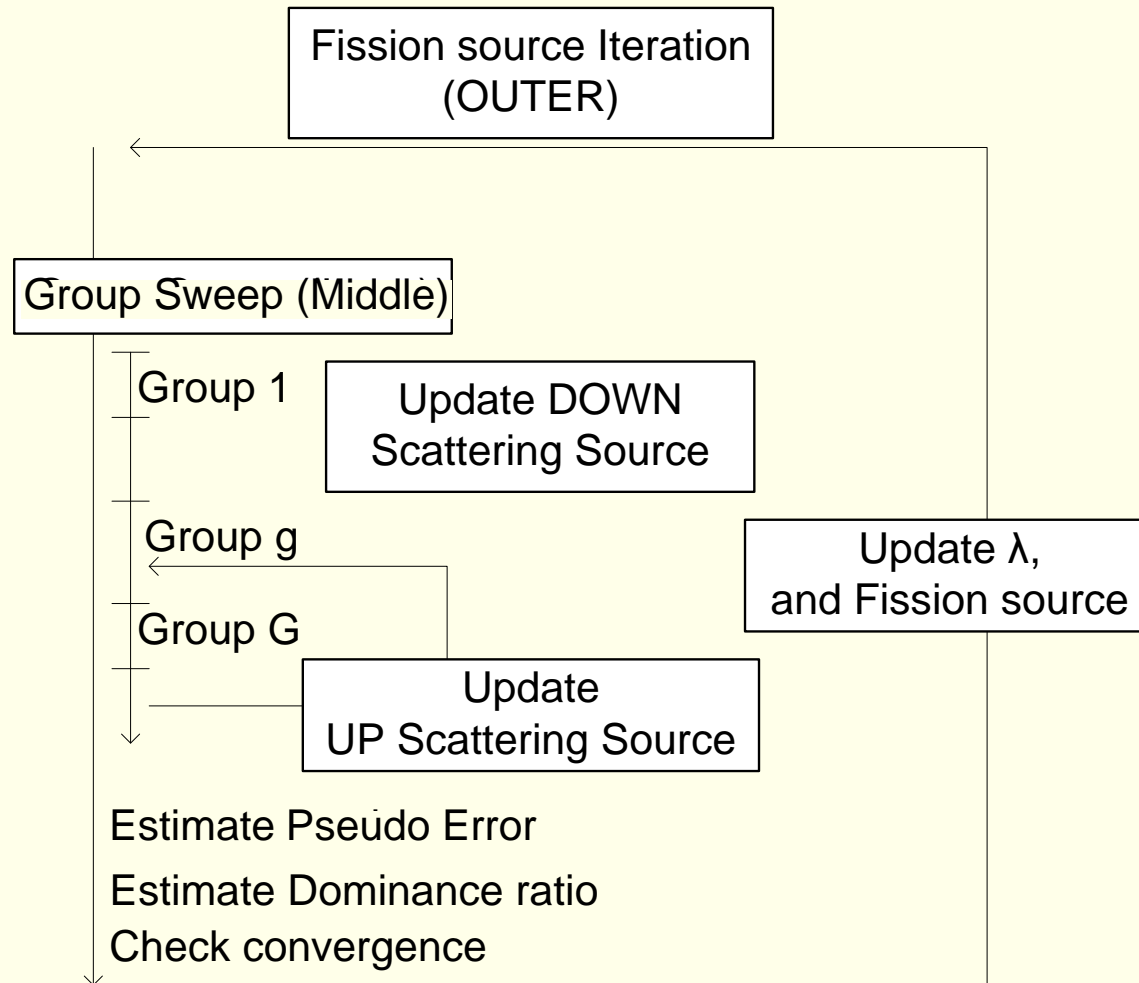 Fission source Iteration
(OUTER)
Group Sweep (Middle)
Group 1
Update DOWN
Scattering Source
Group g
Update λ,
and Fission source
Group G
Update
UP Scattering Source
Estimate Pseudo Error
Estimate Dominance ratio
Check convergence